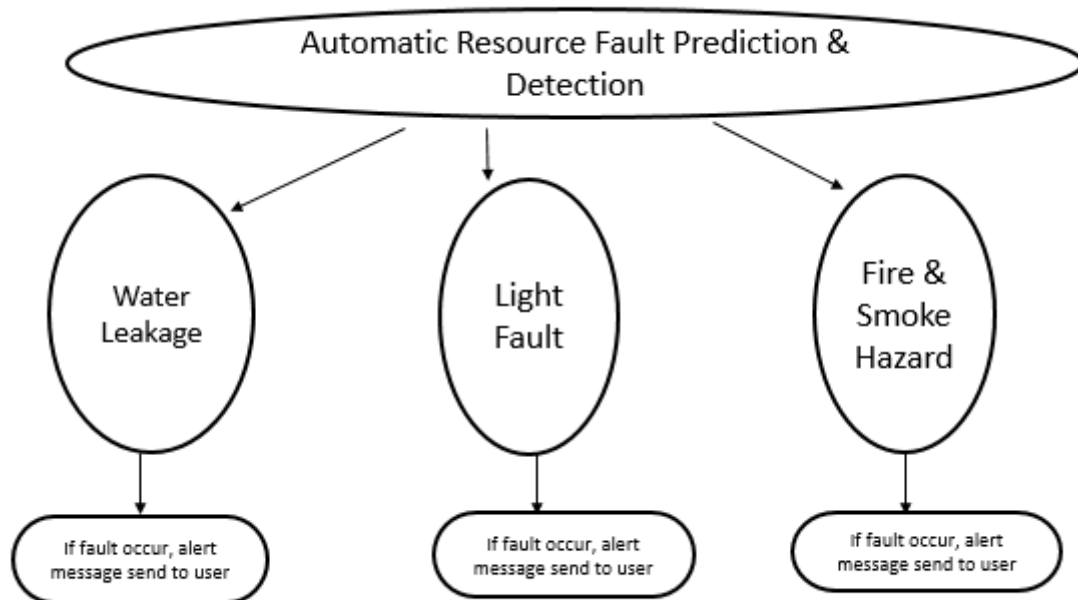 Automatic Resource Fault Prediction &
Detection
Water
Leakage
Light
Fault
Fire &
Smoke
Hazard
If fault occur, alert
message send to user
If fault occur, alert
message send to user
If fault occur, alert
message send to user